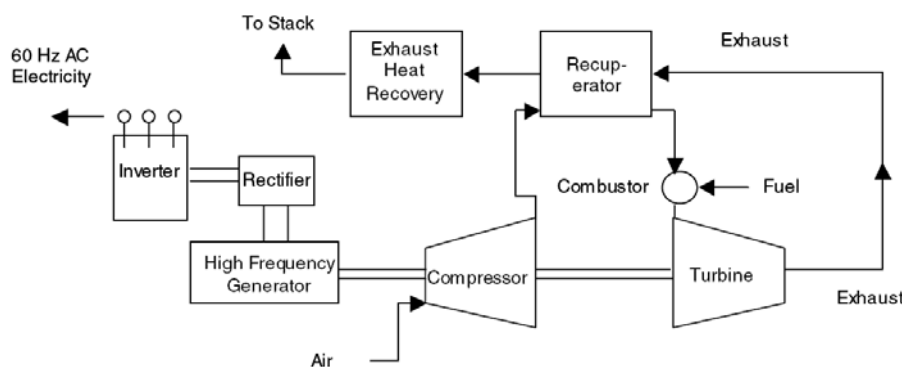 To Stack
60 Hz AC
Electricity
Exhaust
Heat
Recovery
Recup-
erator
Exhaust
Inverter
Rectifier
Combustor
Fuel
High Frequency
Generator
Compressor
Turbine
Exhaust
Air